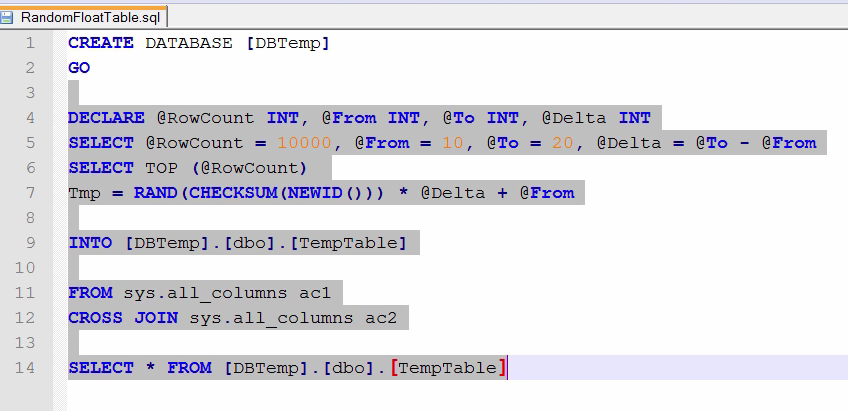 RandomFloatTable.sql
1 CREATE DATABASE [DBTemp]
2 GO
3
4 DECLARE @RowCount INT, @From INT, @To INT, @Delta INT
5 SELECT @RowCount = 10000, @From = 10, @To = 20, @Delta = @To - @From
6 SELECT TOP (@RowCount)
7 Tmp = RAND(CHECKSUM(NEWID())) * @Delta + @From
8
9 INTO [DBTemp].[dbo].[TempTable]
10
11 FROM sys.all_columns ac1
12 CROSS JOIN sys.all_columns ac2
13
14 SELECT * FROM [DBTemp].[dbo].[TempTable]